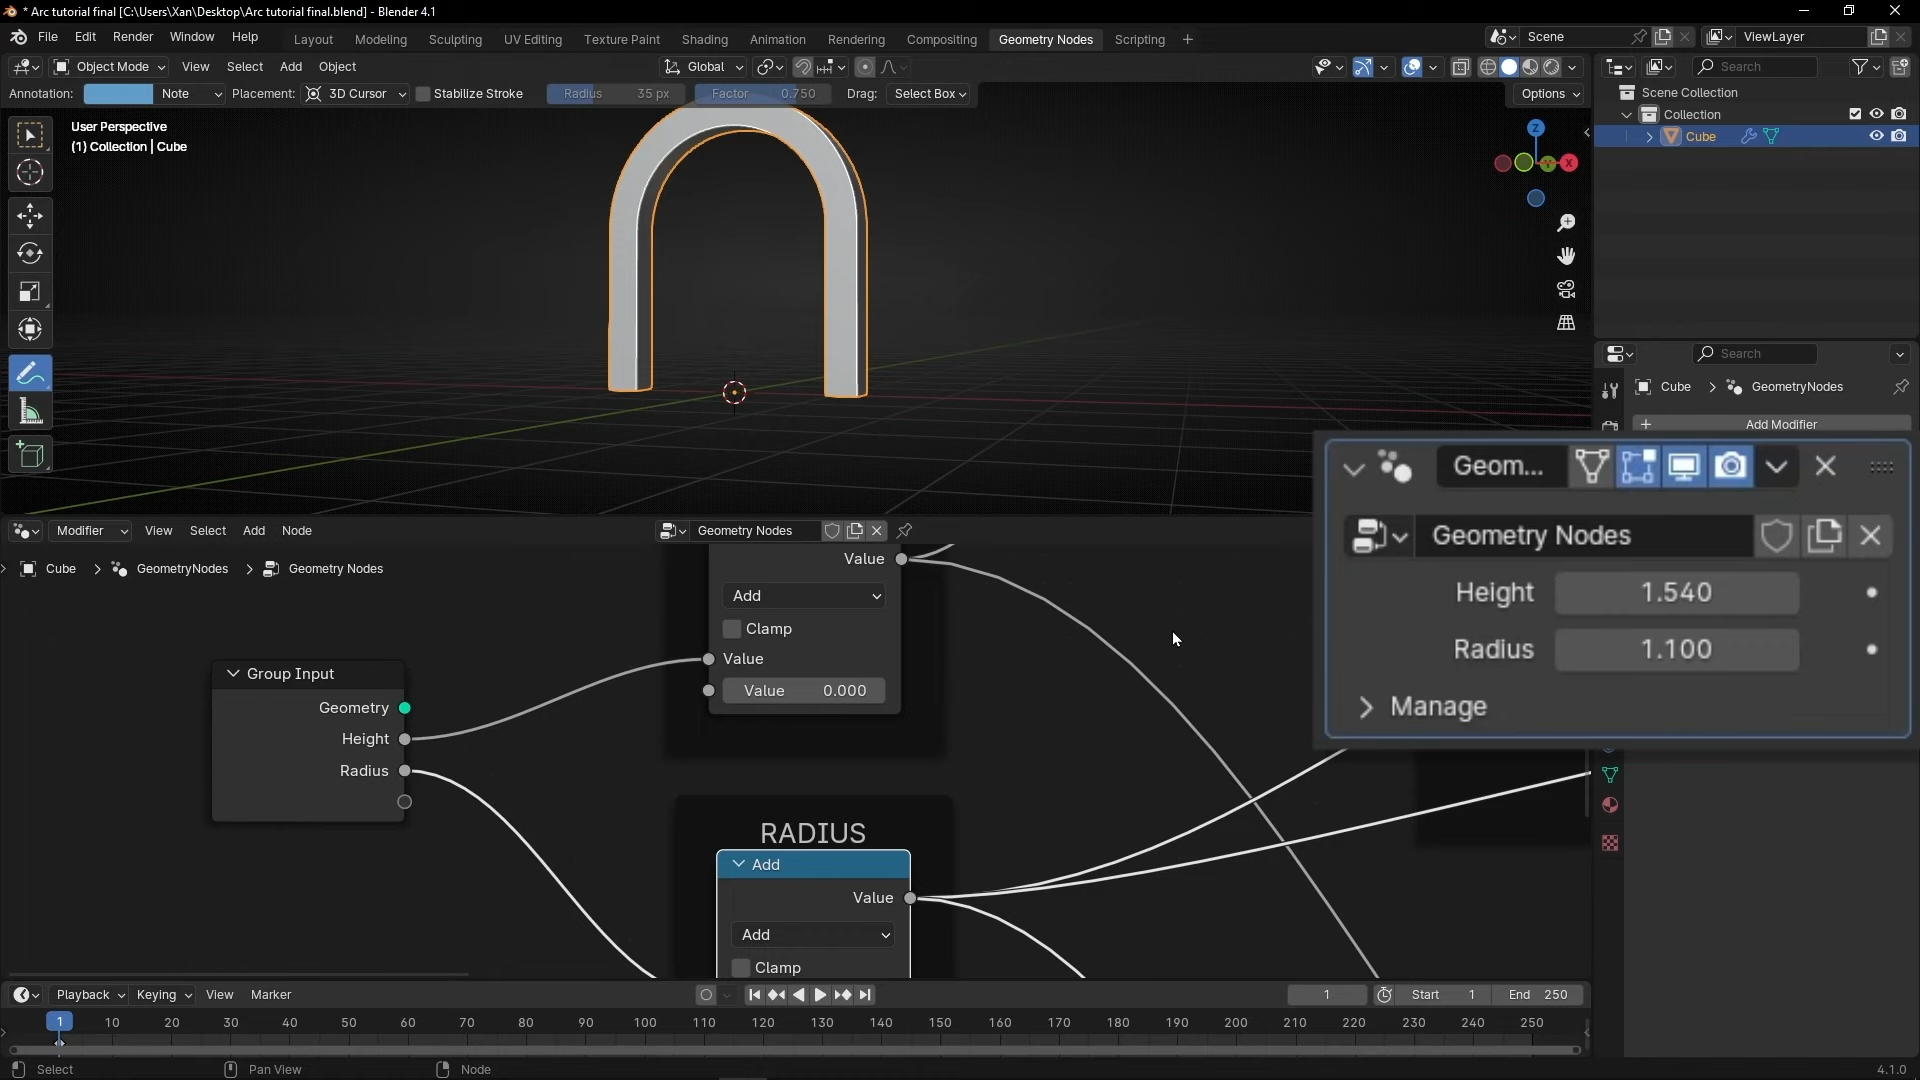 * Arc tutorial final [C:\Users\Xan\Desktop\Arc tutorial final.blend] - Blender 4.1
File Edit Render Window Help Layout Modeling Sculpting UV Editing Texture Paint Shading Animation Rendering Compositing Geometry Nodes Scripting + Scene ViewLayer
Object Mode View Select Add Object Global Search
Annotation: Note Placement: 3D Cursor Stabilize Stroke Radius 35 px Factor 0.750 Drag: Select Box Options
Scene Collection
Collection
Cube
User Perspective
(1) Collection | Cube
Z
X
Search
Cube > GeometryNodes
+ Add Modifier
Geom...
Geometry Nodes
Height 1.540
Radius 1.100
Manage
Modifier View Select Add Node Geometry Nodes
Cube > GeometryNodes > Geometry Nodes
Value
Add
Clamp
Value
Value 0.000
Group Input
Geometry
Height
Radius
RADIUS
Add
Value
Add
Clamp
Playback Keying View Marker 1 Start 1 End 250
1 10 20 30 40 50 60 70 80 90 100 110 120 130 140 150 160 170 180 190 200 210 220 230 240 250
Select Pan View Node 4.1.0